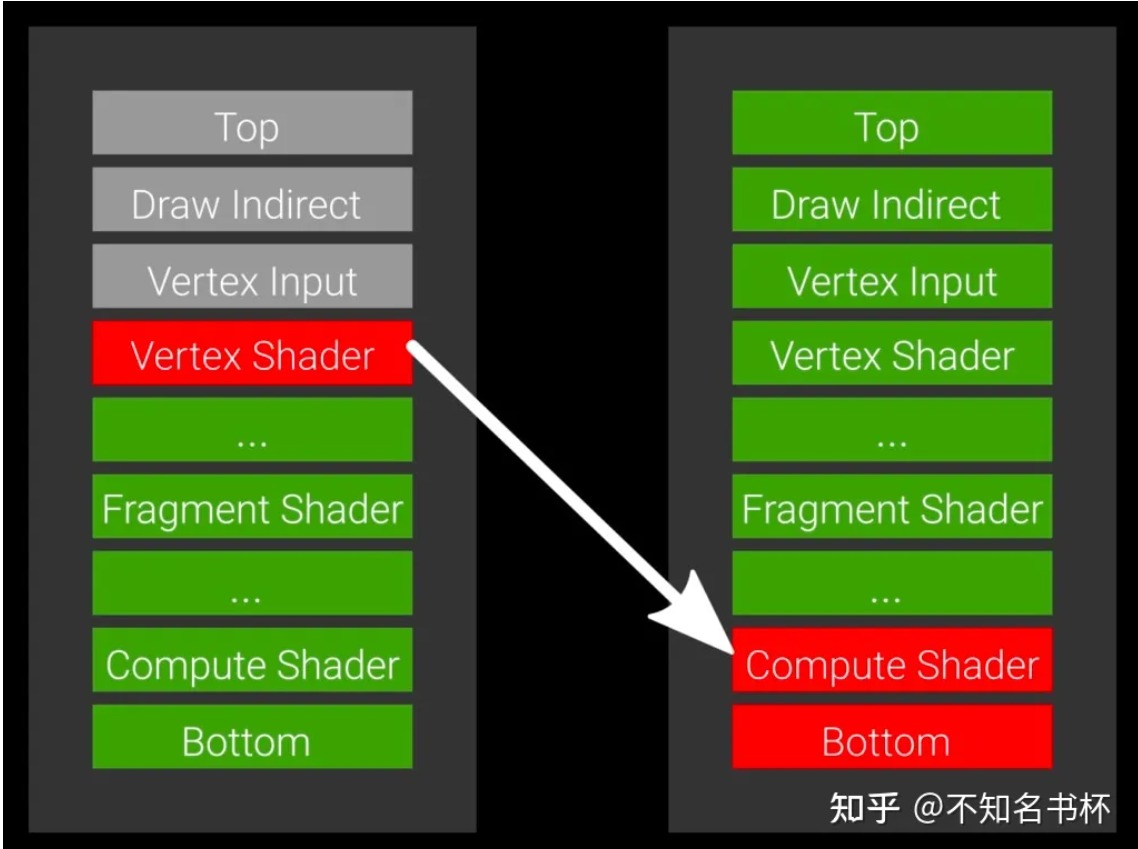 Top
Draw Indirect
Vertex Input
Vertex Shader
...
Fragment Shader
...
Compute Shader
Bottom
Top
Draw Indirect
Vertex Input
Vertex Shader
...
Fragment Shader
...
Compute Shader
Bottom
知乎 @不知名书杯